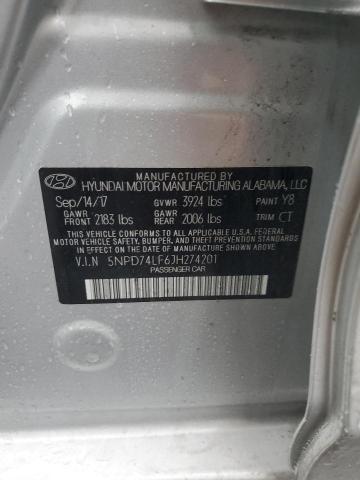 MANUFACTURED BY
HYUNDAI MOTOR MANUFACTURING ALABAMA, LLC
Sep/14/17 GVWR 3924 lbs PAINT Y8
GAWR FRONT 2183 lbs GAWR REAR 2006 lbs TRIM CT
THIS VEHICLE CONFORMS TO ALL APPLICABLE U.S.A. FEDERAL
MOTOR VEHICLE SAFETY, BUMPER, AND THEFT PREVENTION STANDARDS
IN EFFECT ON THE DATE OF MANUFACTURE SHOWN ABOVE.
V.I.N 5NPD74LF6JH274201
PASSENGER CAR